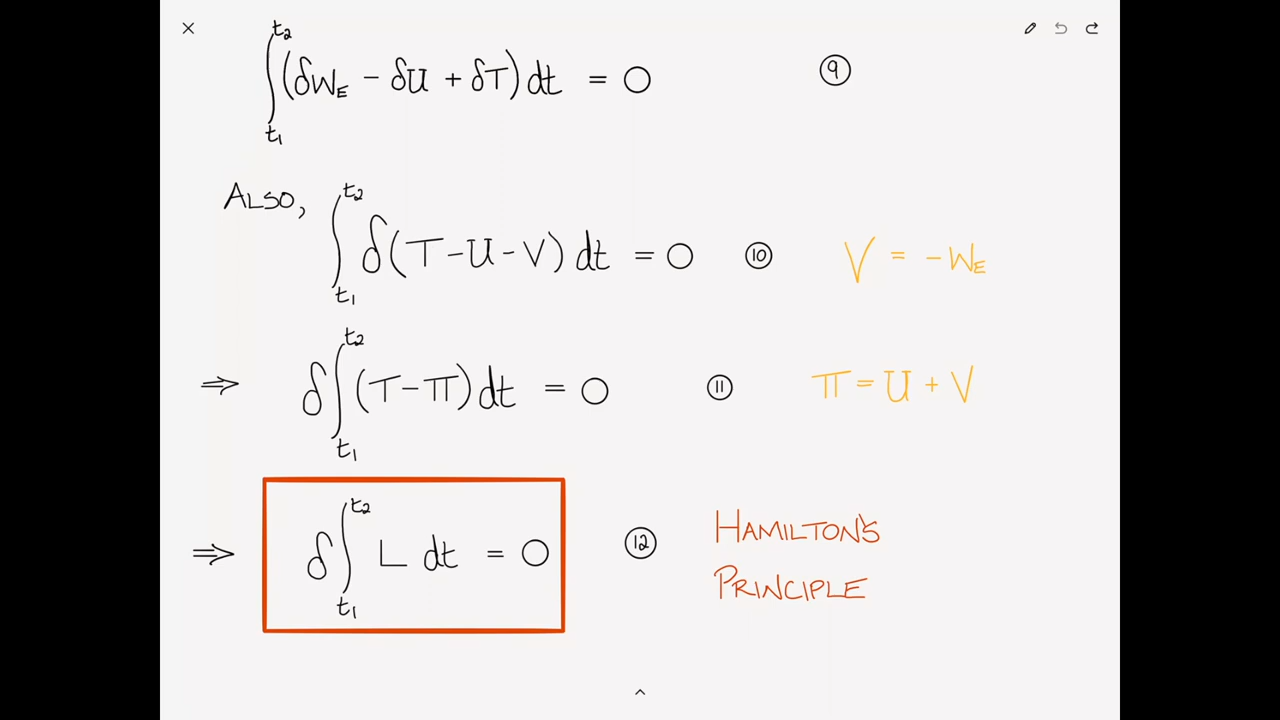 ∫_{t₁}^{t₂} (δW_E − δU + δT) dt = 0 ⑨
ALSO, ∫_{t₁}^{t₂} δ(T − U − V) dt = 0 ⑩ V = −W_E
⇒ δ∫_{t₁}^{t₂} (T − π) dt = 0 ⑪ π = U + V
⇒ δ∫_{t₁}^{t₂} L dt = 0 ⑫ HAMILTON'S
PRINCIPLE